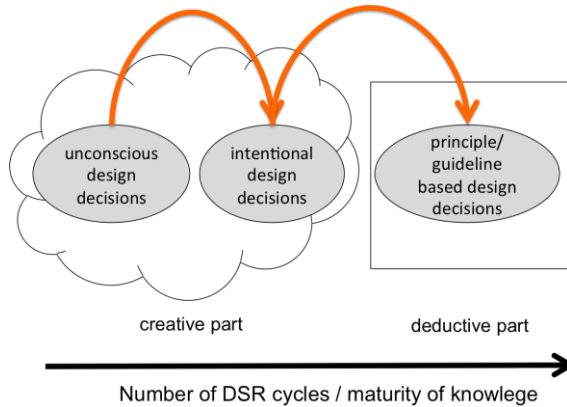 unconscious
design
decisions
intentional
design
decisions
principle/
guideline
based design
decisions
creative part
deductive part
Number of DSR cycles / maturity of knowlege